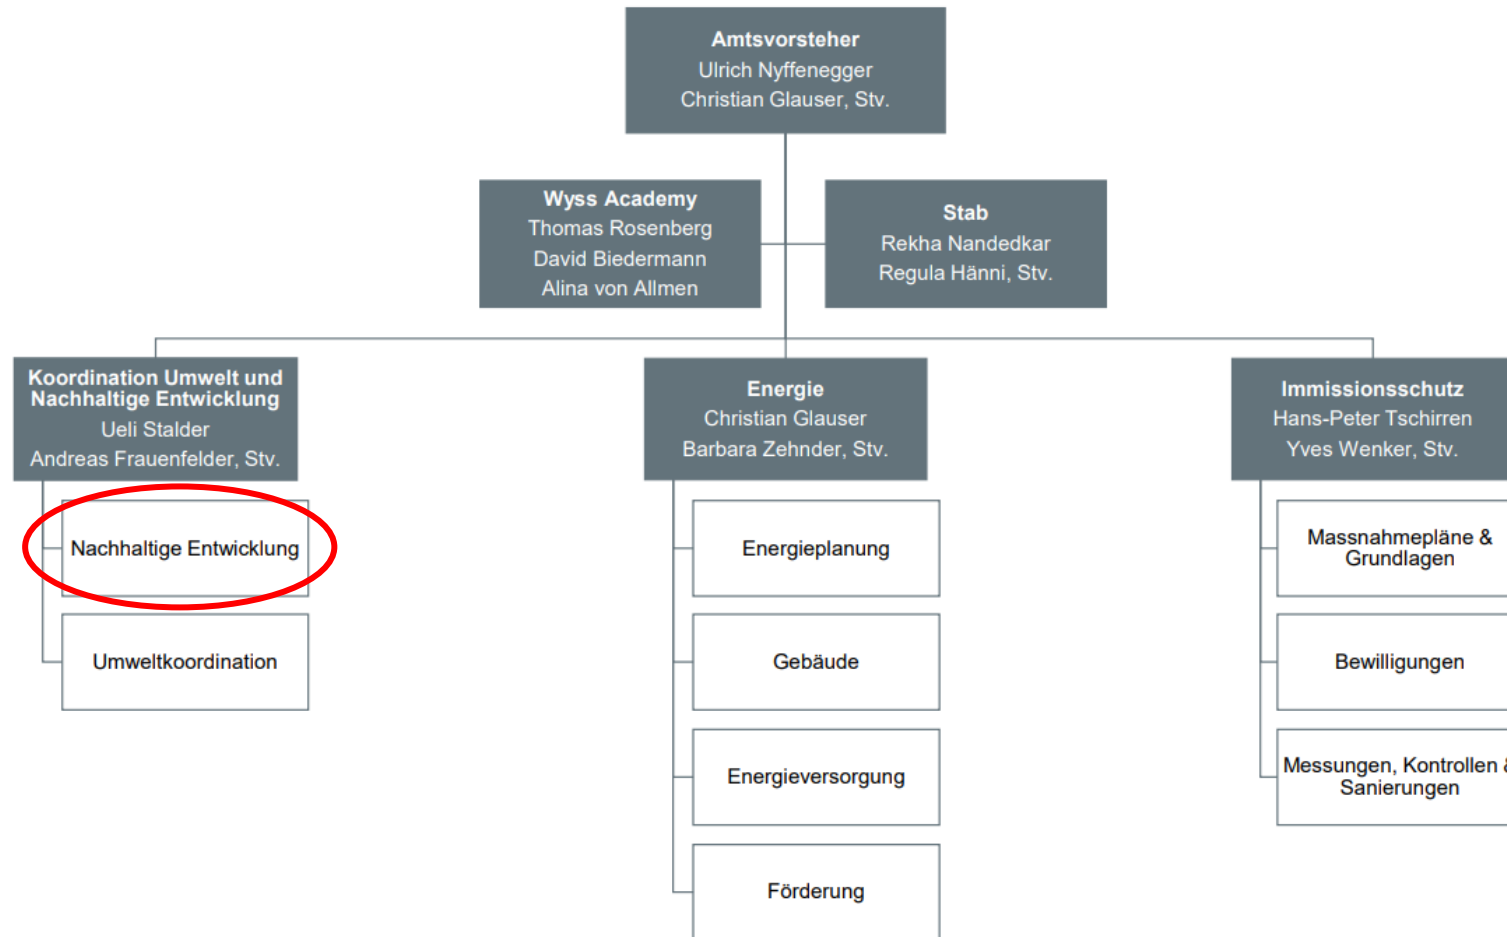 Amtsvorsteher
Ulrich Nyffenegger
Christian Glauser, Stv.
Wyss Academy
Thomas Rosenberg
David Biedermann
Alina von Allmen
Stab
Rekha Nandedkar
Regula Hänni, Stv.
Koordination Umwelt und
Nachhaltige Entwicklung
Ueli Stalder
Andreas Frauenfelder, Stv.
Nachhaltige Entwicklung
Umweltkoordination
Energie
Christian Glauser
Barbara Zehnder, Stv.
Energieplanung
Gebäude
Energieversorgung
Förderung
Immissionsschutz
Hans-Peter Tschirren
Yves Wenker, Stv.
Massnahmepläne &
Grundlagen
Bewilligungen
Messungen, Kontrollen &
Sanierungen